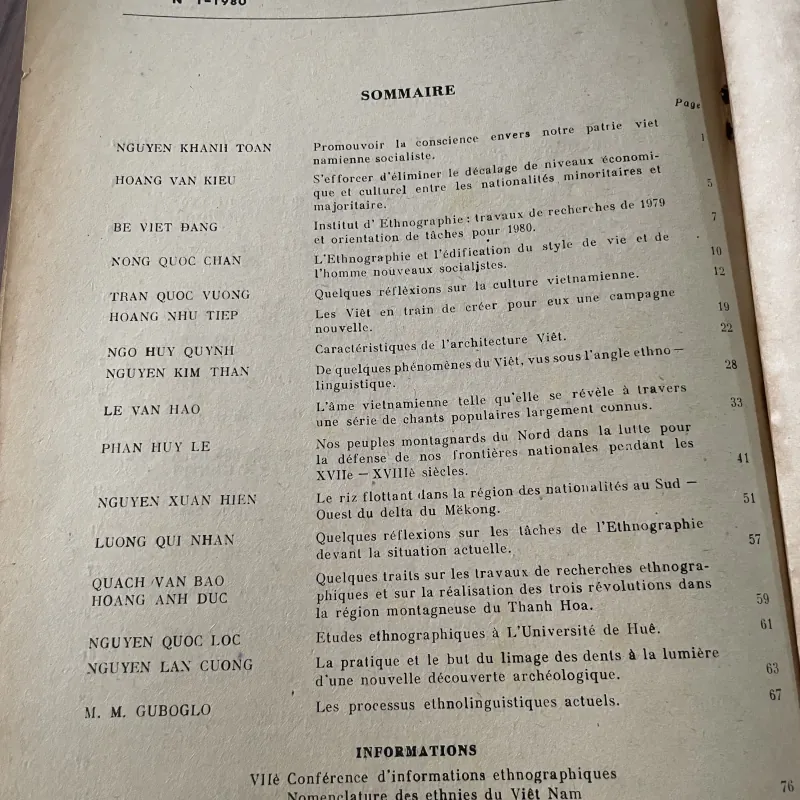 N° 1-1980
SOMMAIRE
Page
NGUYEN KHANH TOAN Promouvoir la conscience envers notre patrie viet
namienne socialiste. 1
HOANG VAN KIEU S'efforcer d'éliminer le décalage de niveaux économi-
que et culturel entre les nationalités minoritaires et
majoritaire. 5
BE VIET ĐANG Institut d' Ethnographie : travaux de recherches de 1979
et orientation de tâches pour 1980. 7
NONG QUOC CHAN L'Ethnographie et l'édification du style de vie et de
l'homme nouveaux socialistes. 10
TRAN QUOC VUONG Quelques réflèxions sur la culture vietnamienne. 12
HOANG NHU TIEP Les Viêt en train de créer pour eux une campagne
nouvelle. 19
NGO HUY QUYNH Caractéristiques de l'architecture Viêt. 22
NGUYEN KIM THAN De quelques phénomènes du Viêt, vus sous l'angle ethno —
linguistique. 28
LE VAN HAO L'âme vietnamienne telle qu'elle se révèle à travers
une série de chants populaires largement connus. 33
PHAN HUY LE Nos peuples montagnards du Nord dans la lutte pour
la défense de nos frontières nationales pendant les
XVIIe — XVIIIè siècles. 41
NGUYEN XUAN HIEN Le riz flottant dans la région des nationalités au Sud —
Ouest du delta du Mékong. 51
LUONG QUI NHAN Quelques réflexions sur les tâches de l'Ethnographie
devant la situation actuelle. 57
QUACH VAN BAO Quelques traits sur les travaux de recherches ethnogra-
HOANG ANH DUC phiques et sur la réalisation des trois révolutions dans
la région montagneuse du Thanh Hoa. 59
NGUYEN QUOC LOC Etudes ethnographiques à L'Université de Huê. 61
NGUYEN LAN CUONG La pratique et le but du limage des dents à la lumière
d'une nouvelle découverte archéologique. 63
M. M. GUBOGLO Les processus ethnolinguistiques actuels. 67
INFORMATIONS
VIIè Conférence d'informations ethnographiques
Nomenclature des ethnies du Viêt Nam 76